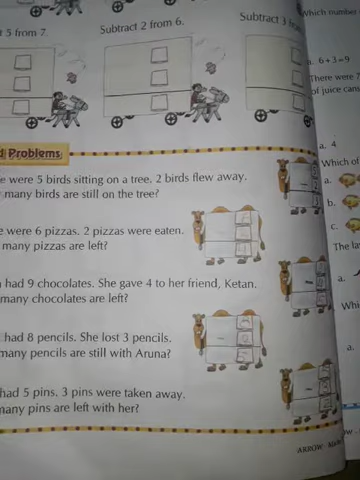 5 from 7.
Subtract 2 from 6.
Subtract 3
Problems
were 5 birds sitting on a tree. 2 birds flew away.
many birds are still on the tree?
were 6 pizzas. 2 pizzas were eaten.
many pizzas are left?
had 9 chocolates. She gave 4 to her friend, Ketan.
many chocolates are left?
had 8 pencils. She lost 3 pencils.
many pencils are still with Aruna?
had 5 pins. 3 pins were taken away.
many pins are left with her?
ARROW
Which number
a. 6+3=9
There were 7
of juice cans
a. 4
Which of
a.
b.
c.
The
a.
Wh
a.